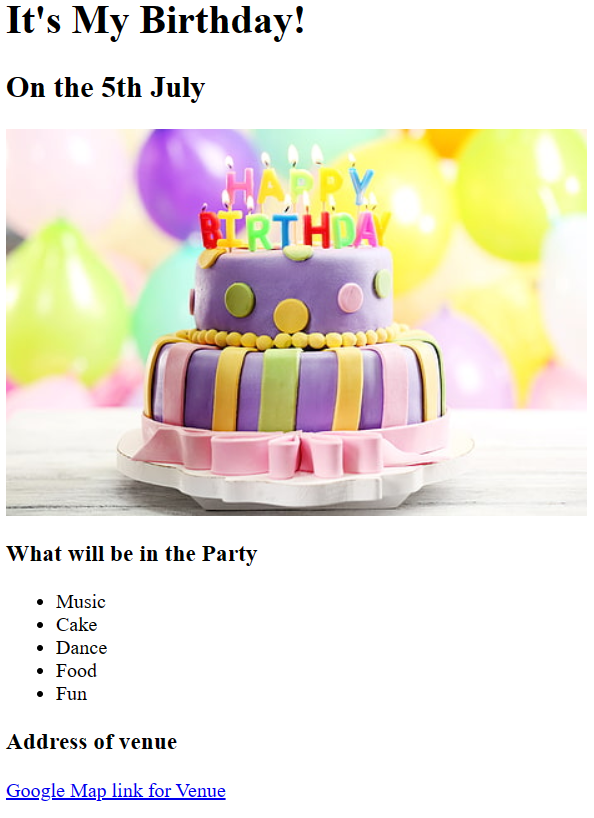 It's My Birthday!
On the 5th July
HAPPY
BIRTHDAY
What will be in the Party
Music
Cake
Dance
Food
Fun
Address of venue
Google Map link for Venue